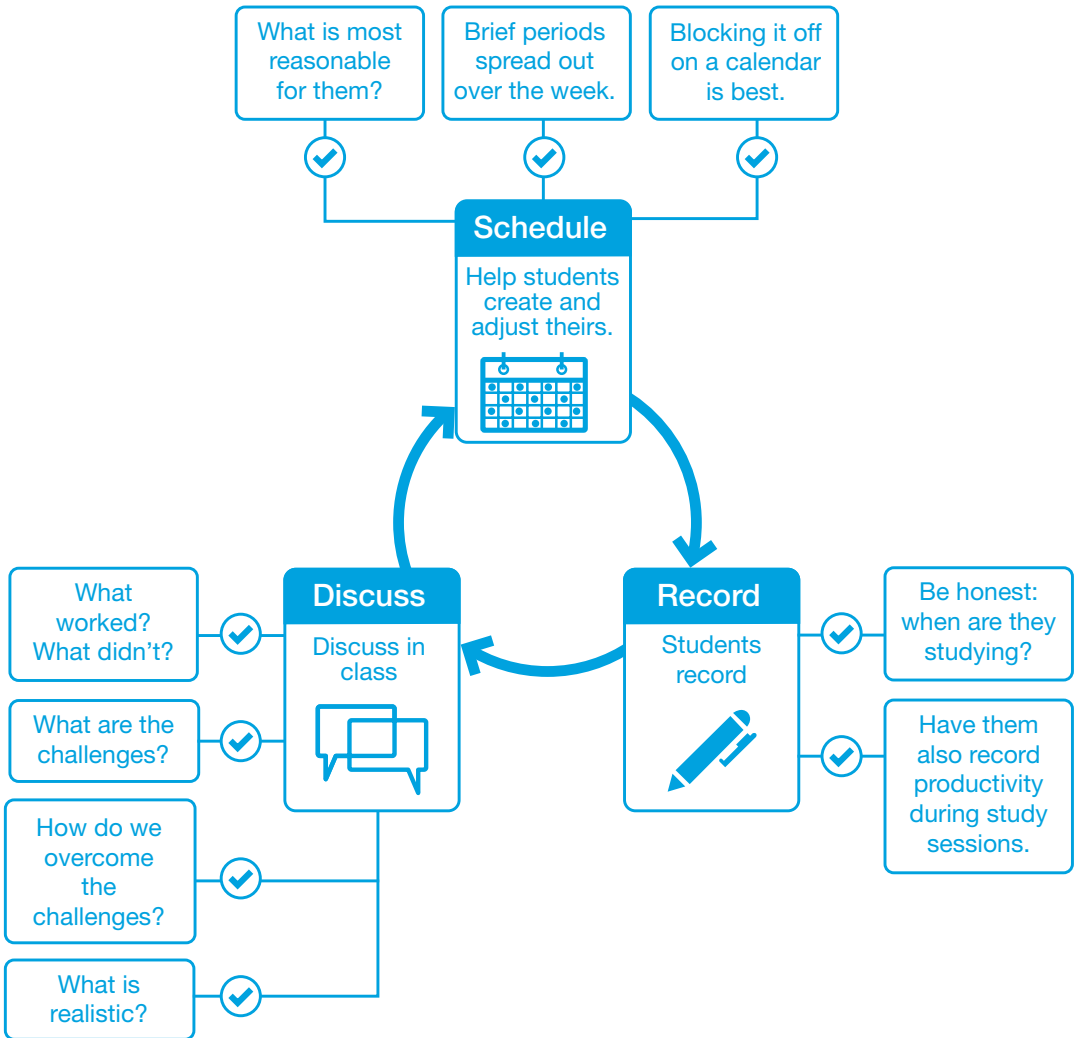 What is most
reasonable
for them?
Brief periods
spread out
over the week.
Blocking it off
on a calendar
is best.
Schedule
Help students
create and
adjust theirs.
Discuss
Discuss in
class
What
worked?
What didn't?
What are the
challenges?
How do we
overcome
the
challenges?
What is
realistic?
Record
Students
record
Be honest:
when are they
studying?
Have them
also record
productivity
during study
sessions.